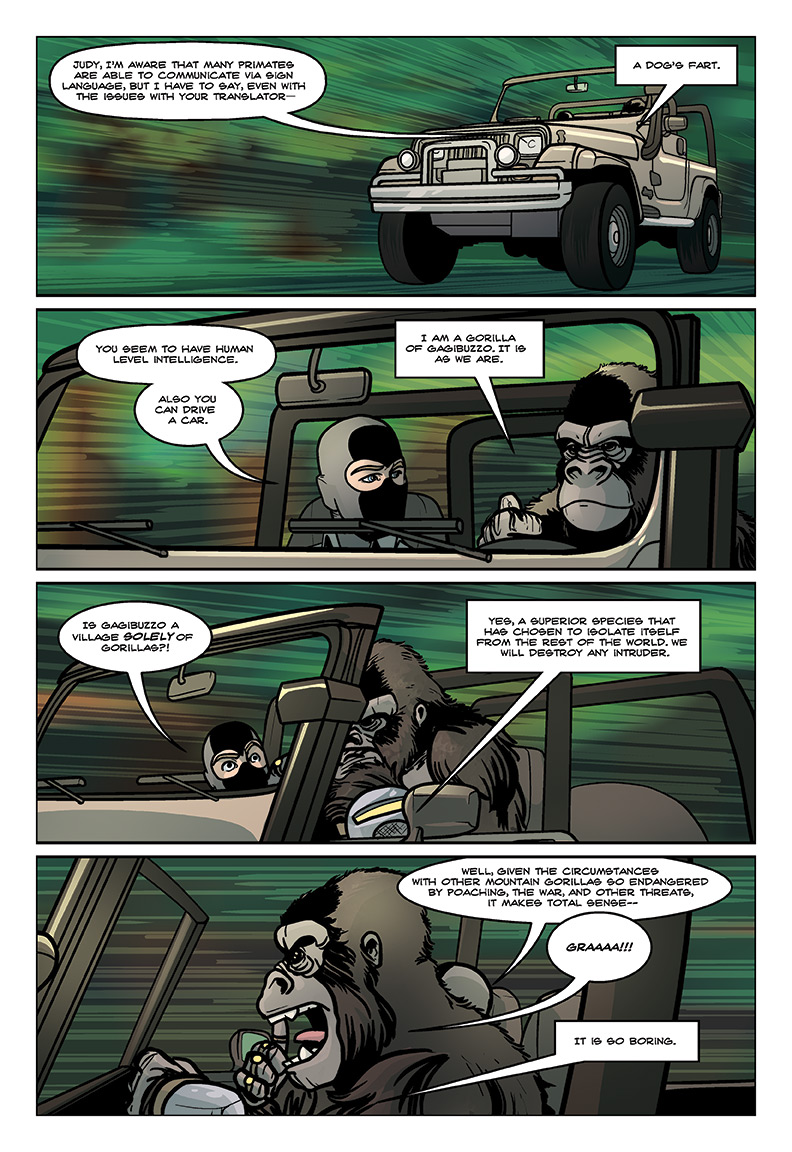 JUDY, I'M AWARE THAT MANY PRIMATES
ARE ABLE TO COMMUNICATE VIA SIGN
LANGUAGE, BUT I HAVE TO SAY, EVEN WITH
THE ISSUES WITH YOUR TRANSLATOR—
A DOG'S FART.
YOU SEEM TO HAVE HUMAN
LEVEL INTELLIGENCE.
ALSO YOU
CAN DRIVE
A CAR.
I AM A GORILLA
OF GAGIBUZZO. IT IS
AS WE ARE.
IS GAGIBUZZO A
VILLAGE SOLELY OF
GORILLAS?!
YES, A SUPERIOR SPECIES THAT
HAS CHOSEN TO ISOLATE ITSELF
FROM THE REST OF THE WORLD. WE
WILL DESTROY ANY INTRUDER.
WELL, GIVEN THE CIRCUMSTANCES
WITH OTHER MOUNTAIN GORILLAS SO ENDANGERED
BY POACHING, THE WAR, AND OTHER THREATS,
IT MAKES TOTAL SENSE--
GRAAAA!!!
IT IS SO BORING.